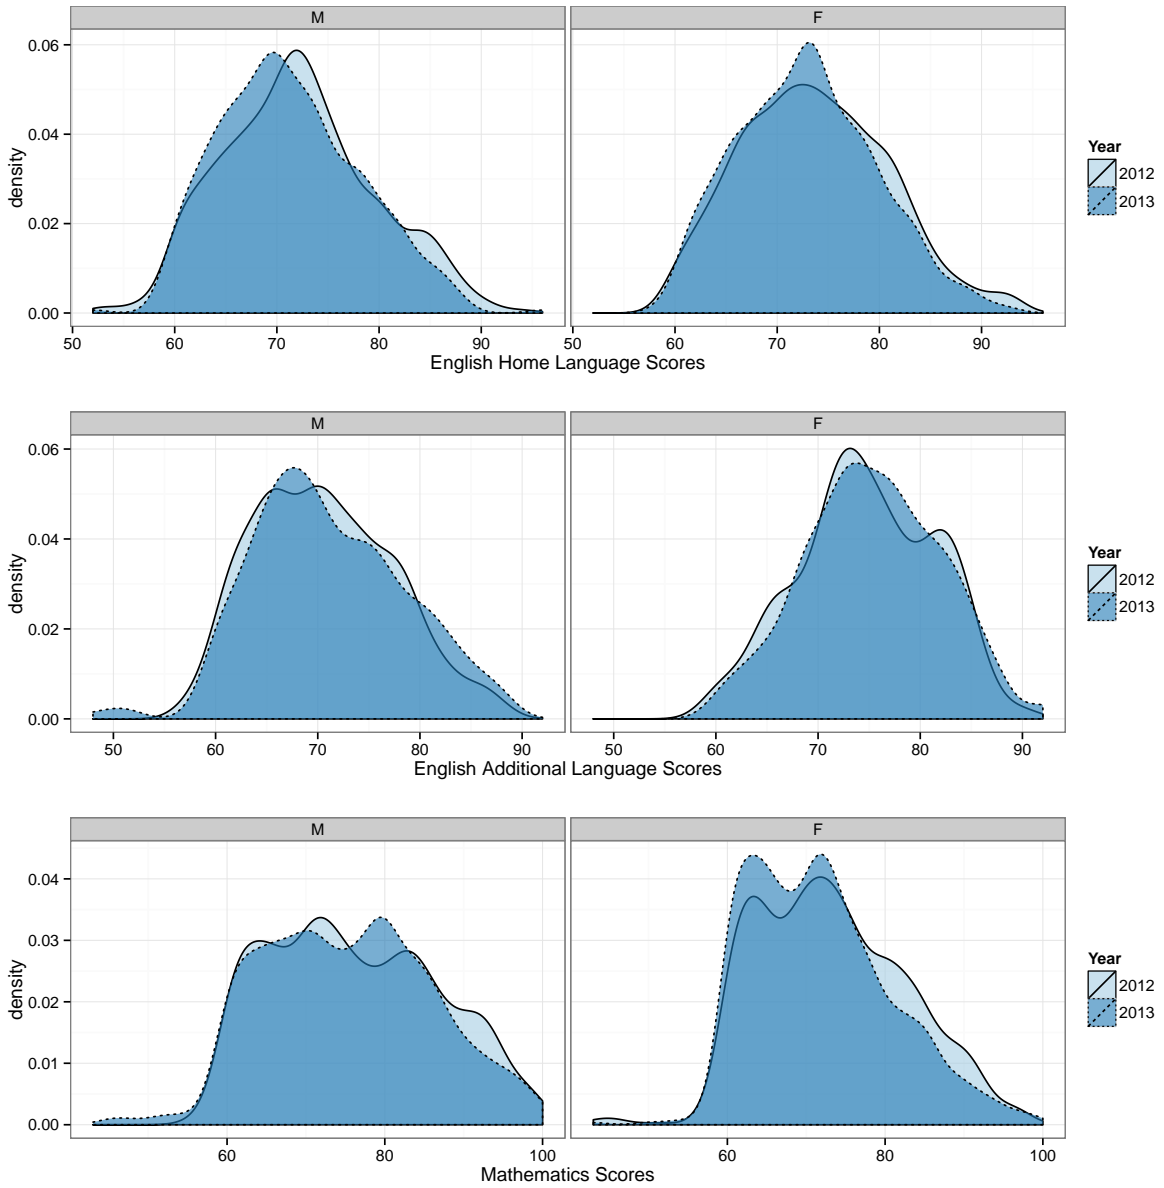 M F
0.06
0.04
0.02
0.00
density
50 60 70 80 90 50 60 70 80 90
English Home Language Scores
Year
2012
2013
M F
0.06
0.04
0.02
0.00
density
50 60 70 80 90 50 60 70 80 90
English Additional Language Scores
Year
2012
2013
M F
0.04
0.03
0.02
0.01
0.00
density
60 80 100 60 80 100
Mathematics Scores
Year
2012
2013